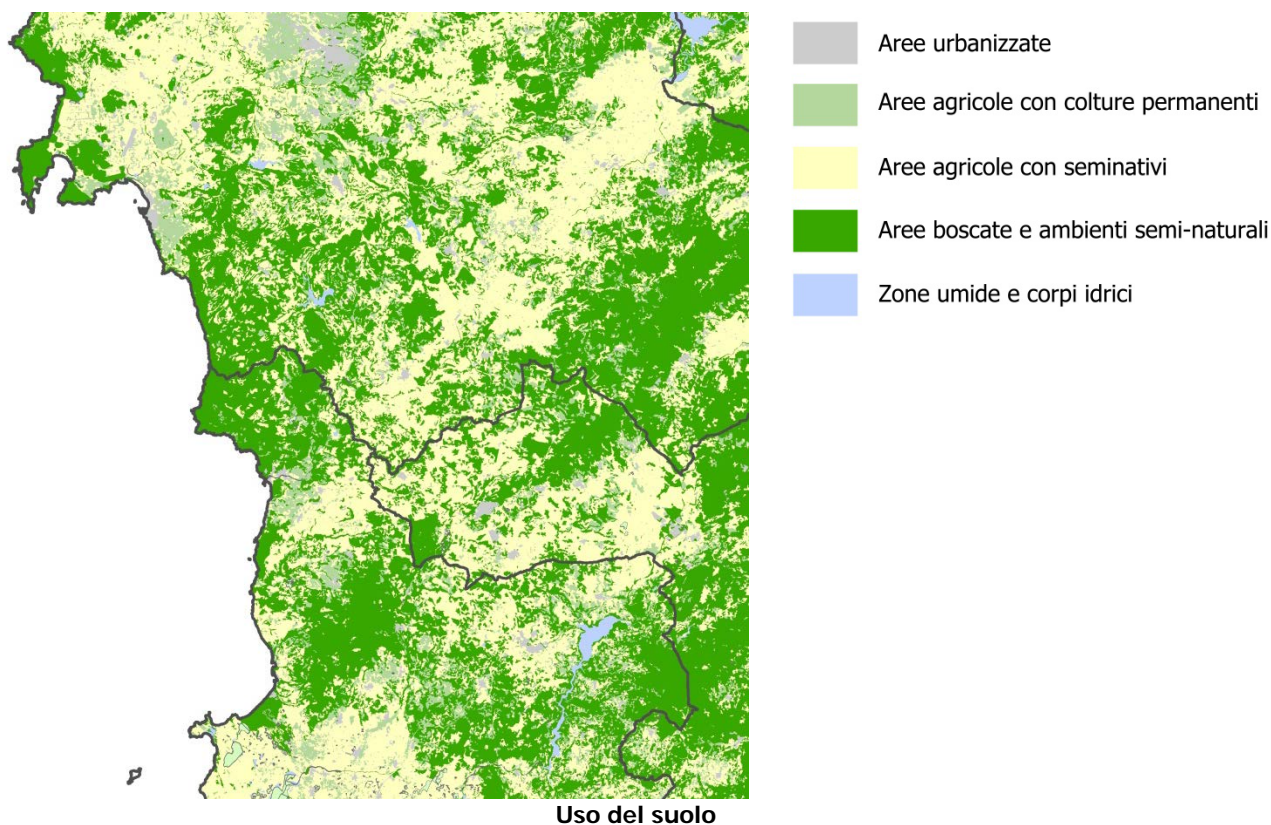 Aree urbanizzate
Aree agricole con colture permanenti
Aree agricole con seminativi
Aree boscate e ambienti semi-naturali
Zone umide e corpi idrici
Uso del suolo